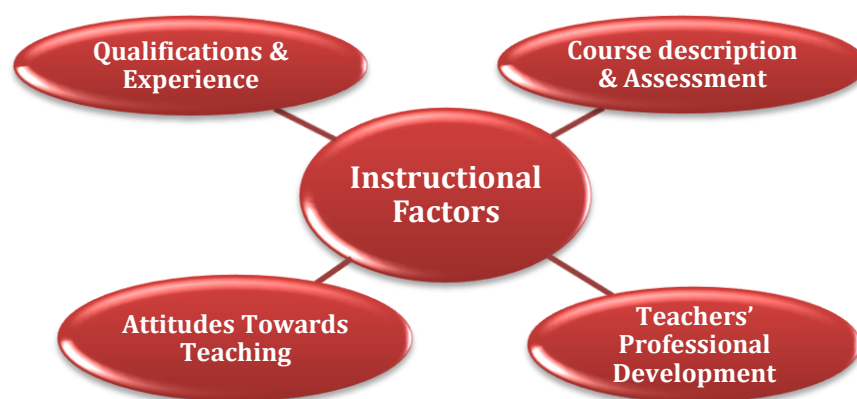 Qualifications &
Experience
Course description
& Assessment
Instructional
Factors
Attitudes Towards
Teaching
Teachers’
Professional
Development